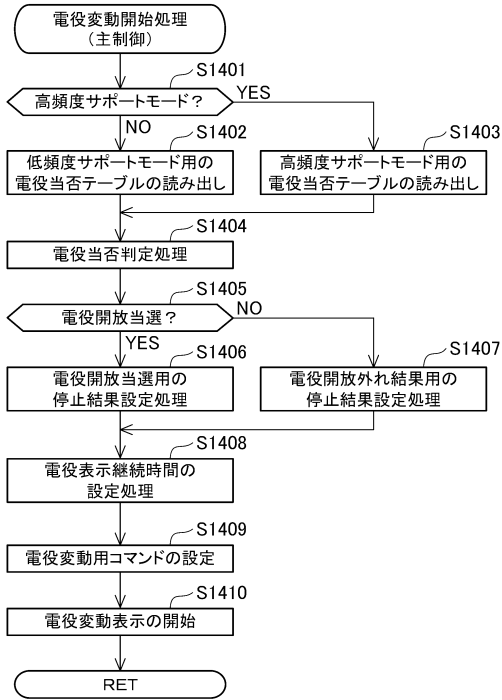 電役変動開始処理
（主制御）
S1401
高頻度サポートモード？
YES
NO
S1402
低頻度サポートモード用の
電役当否テーブルの読み出し
S1403
高頻度サポートモード用の
電役当否テーブルの読み出し
S1404
電役当否判定処理
S1405
電役開放当選？
NO
YES
S1406
電役開放当選用の
停止結果設定処理
S1407
電役開放外れ結果用の
停止結果設定処理
S1408
電役表示継続時間の
設定処理
S1409
電役変動用コマンドの設定
S1410
電役変動表示の開始
RET